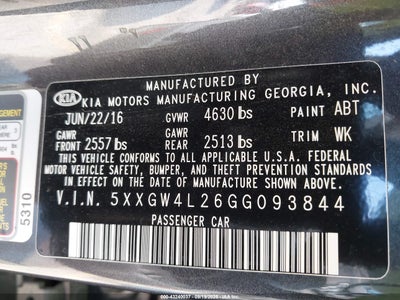 MANUFACTURED BY
KIA KIA MOTORS MANUFACTURING GEORGIA, INC.
JUN/22/16 GVWR 4630 lbs PAINT ABT
GAWR GAWR
FRONT 2557 lbs REAR 2513 lbs TRIM WK
THIS VEHICLE CONFORMS TO ALL APPLICABLE U.S.A. FEDERAL
MOTOR VEHICLE SAFETY, BUMPER, AND THEFT PREVENTION STANDARDS
IN EFFECT ON THE DATE OF MANUFACTURE SHOWN ABOVE.
V.I.N. 5XXGW4L26GG093844
PASSENGER CAR
5310